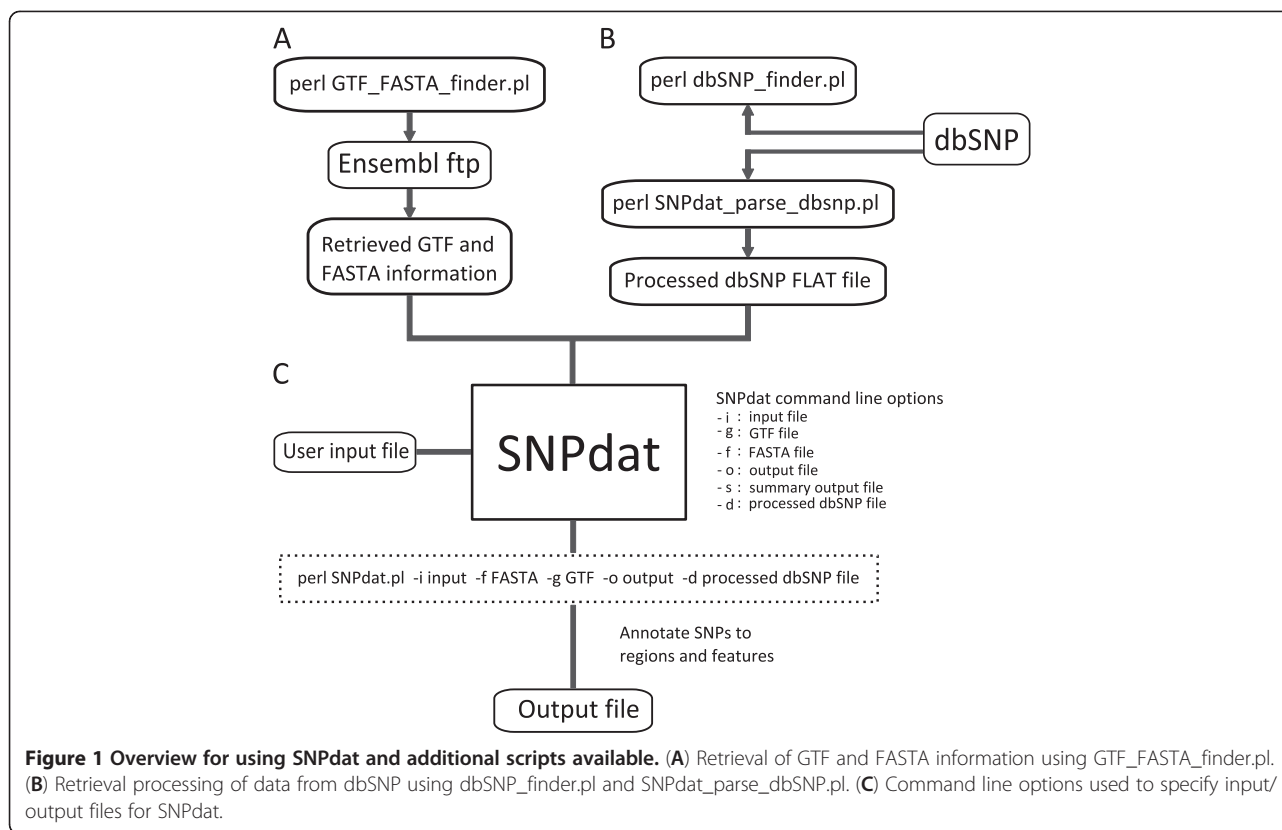 A
perl GTF_FASTA_finder.pl
Ensembl ftp
Retrieved GTF and
FASTA information
B
perl dbSNP_finder.pl
dbSNP
perl SNPdat_parse_dbsnp.pl
Processed dbSNP FLAT file
C
User input file
SNPdat
SNPdat command line options
-i : input file
-g : GTF file
-f : FASTA file
-o : output file
-s : summary output file
-d : processed dbSNP file
perl SNPdat.pl -i input -f FASTA -g GTF -o output -d processed dbSNP file
Annotate SNPs to
regions and features
Output file
Figure 1 Overview for using SNPdat and additional scripts available. (A) Retrieval of GTF and FASTA information using GTF_FASTA_finder.pl.
(B) Retrieval processing of data from dbSNP using dbSNP_finder.pl and SNPdat_parse_dbSNP.pl. (C) Command line options used to specify input/
output files for SNPdat.